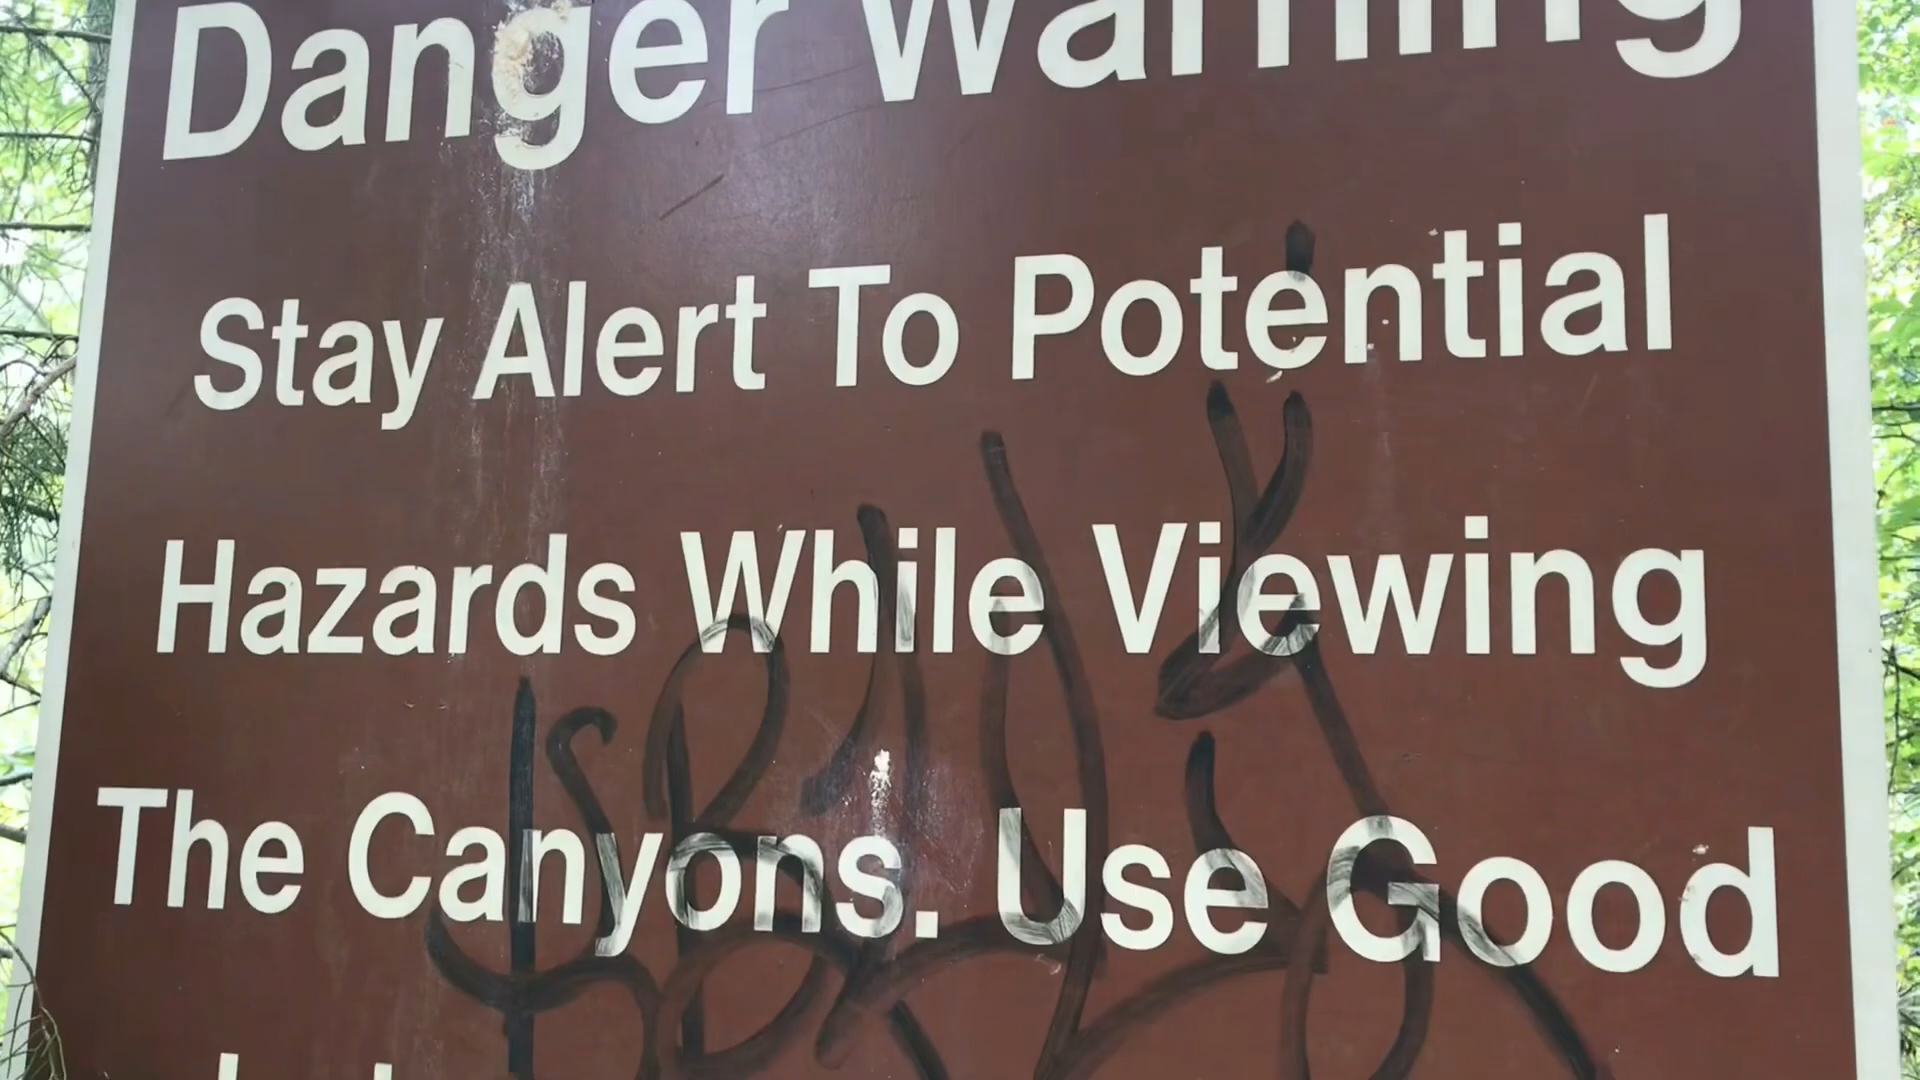 Danger Warning
Stay Alert To Potential
Hazards While Viewing
The Canyons. Use Good